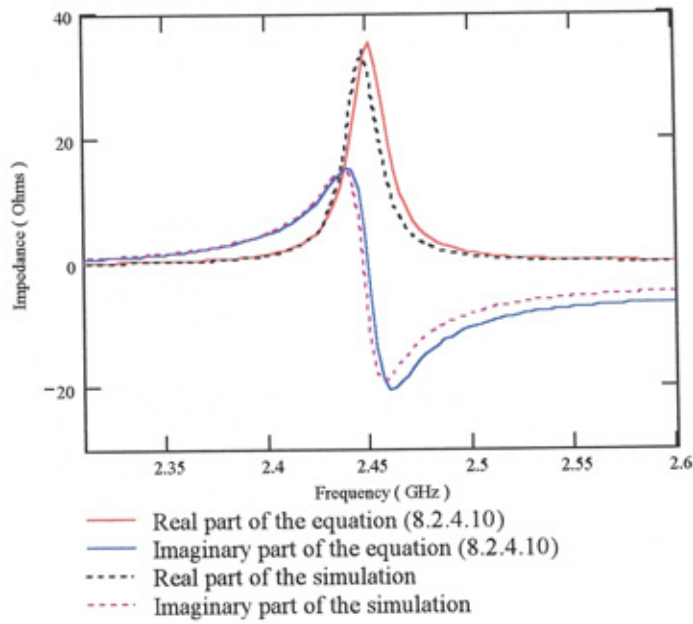 40
20
0
−20
Impedance ( Ohms )
2.35 2.4 2.45 2.5 2.55 2.6
Frequency ( GHz )
Real part of the equation (8.2.4.10)
Imaginary part of the equation (8.2.4.10)
Real part of the simulation
Imaginary part of the simulation